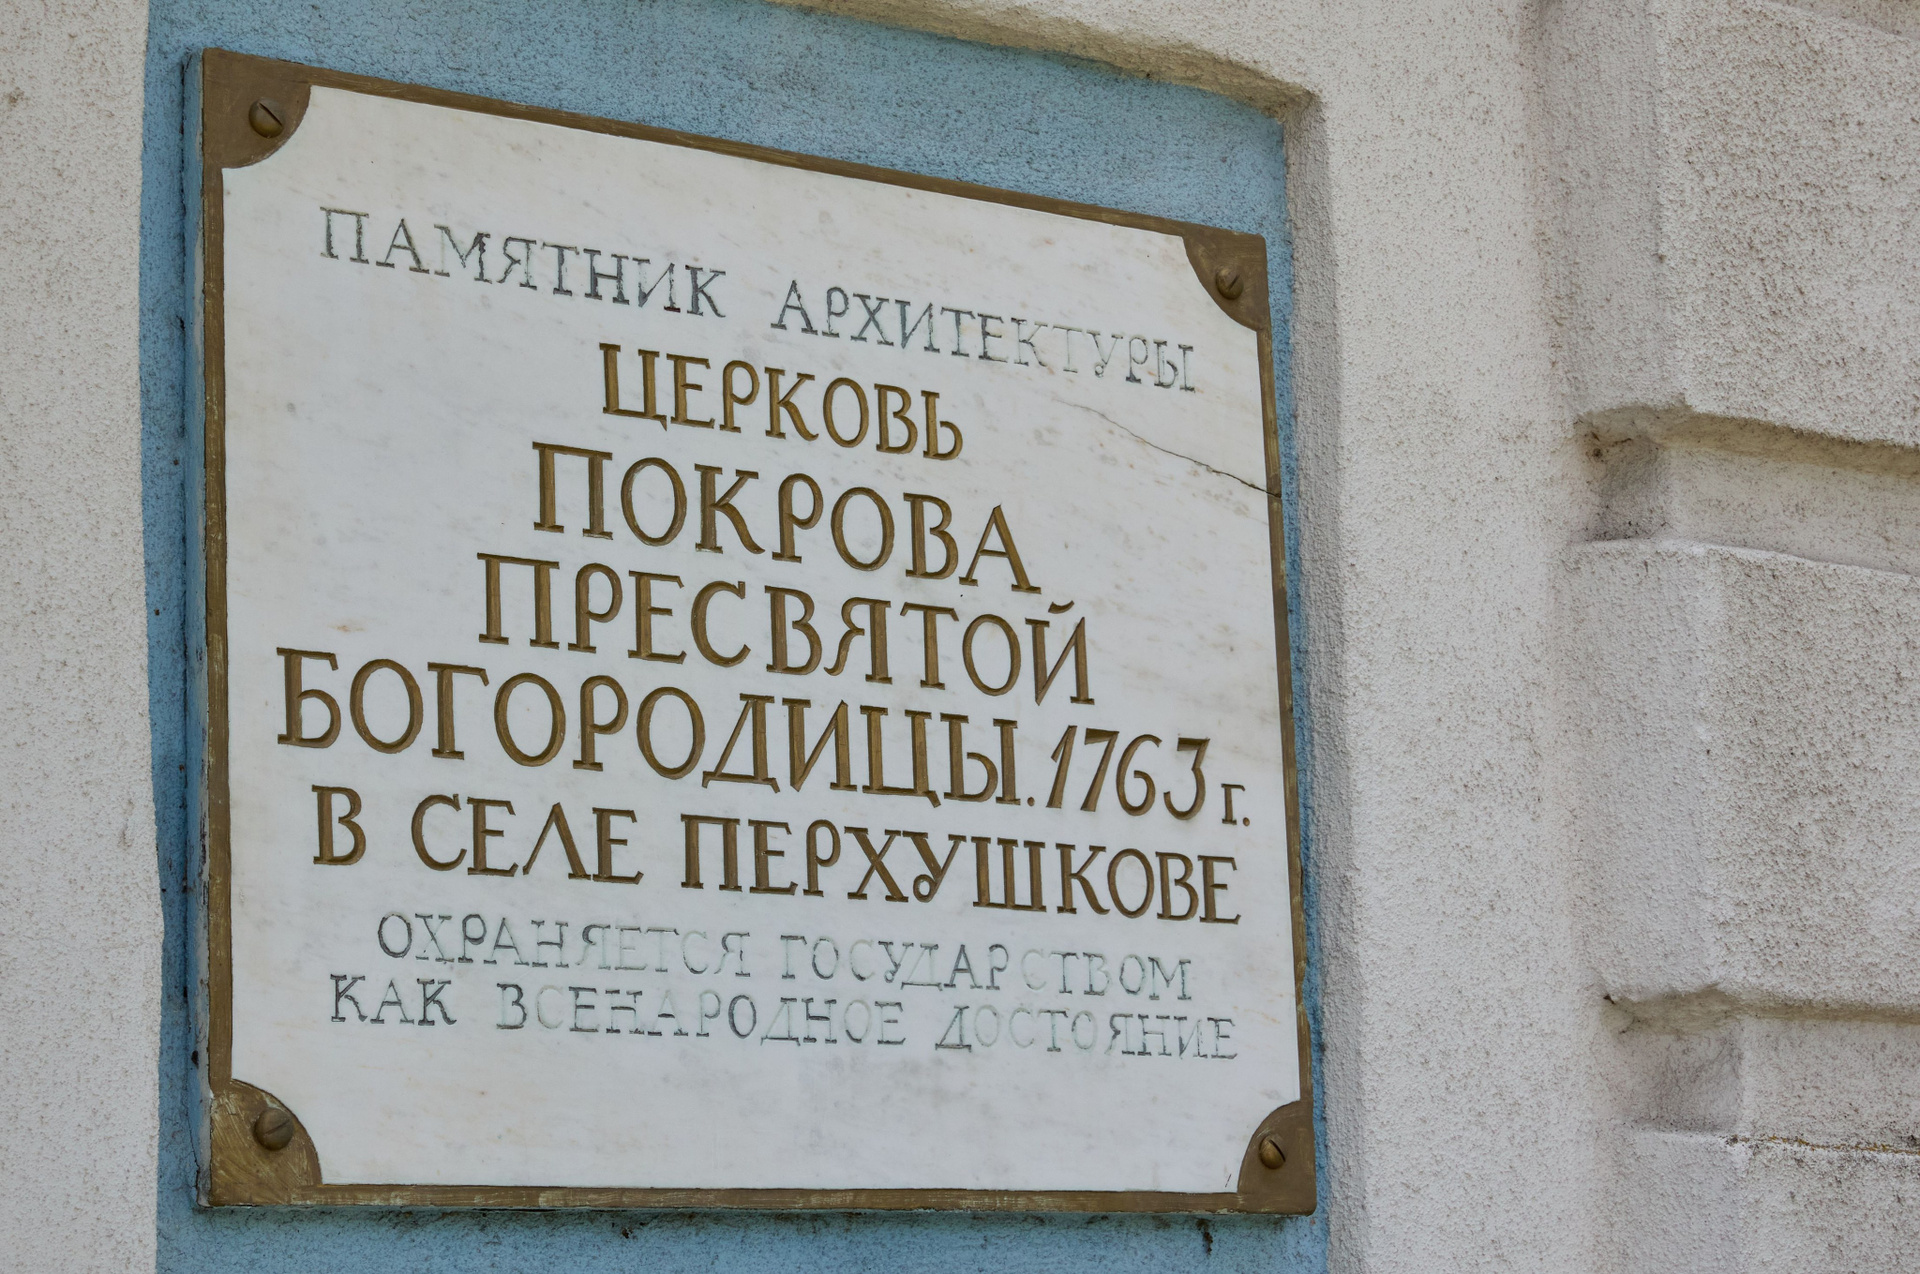 ПАМЯТНИК АРХИТЕКТУРЫ
ЦЕРКОВЬ
ПОКРОВА
ПРЕСВЯТОЙ
БОГОРОДИЦЫ. 1763 г.
В СЕЛЕ ПЕРХУШКОВЕ
ОХРАНЯЕТСЯ ГОСУДАРСТВОМ
КАК ВСЕНАРОДНОЕ ДОСТОЯНИЕ